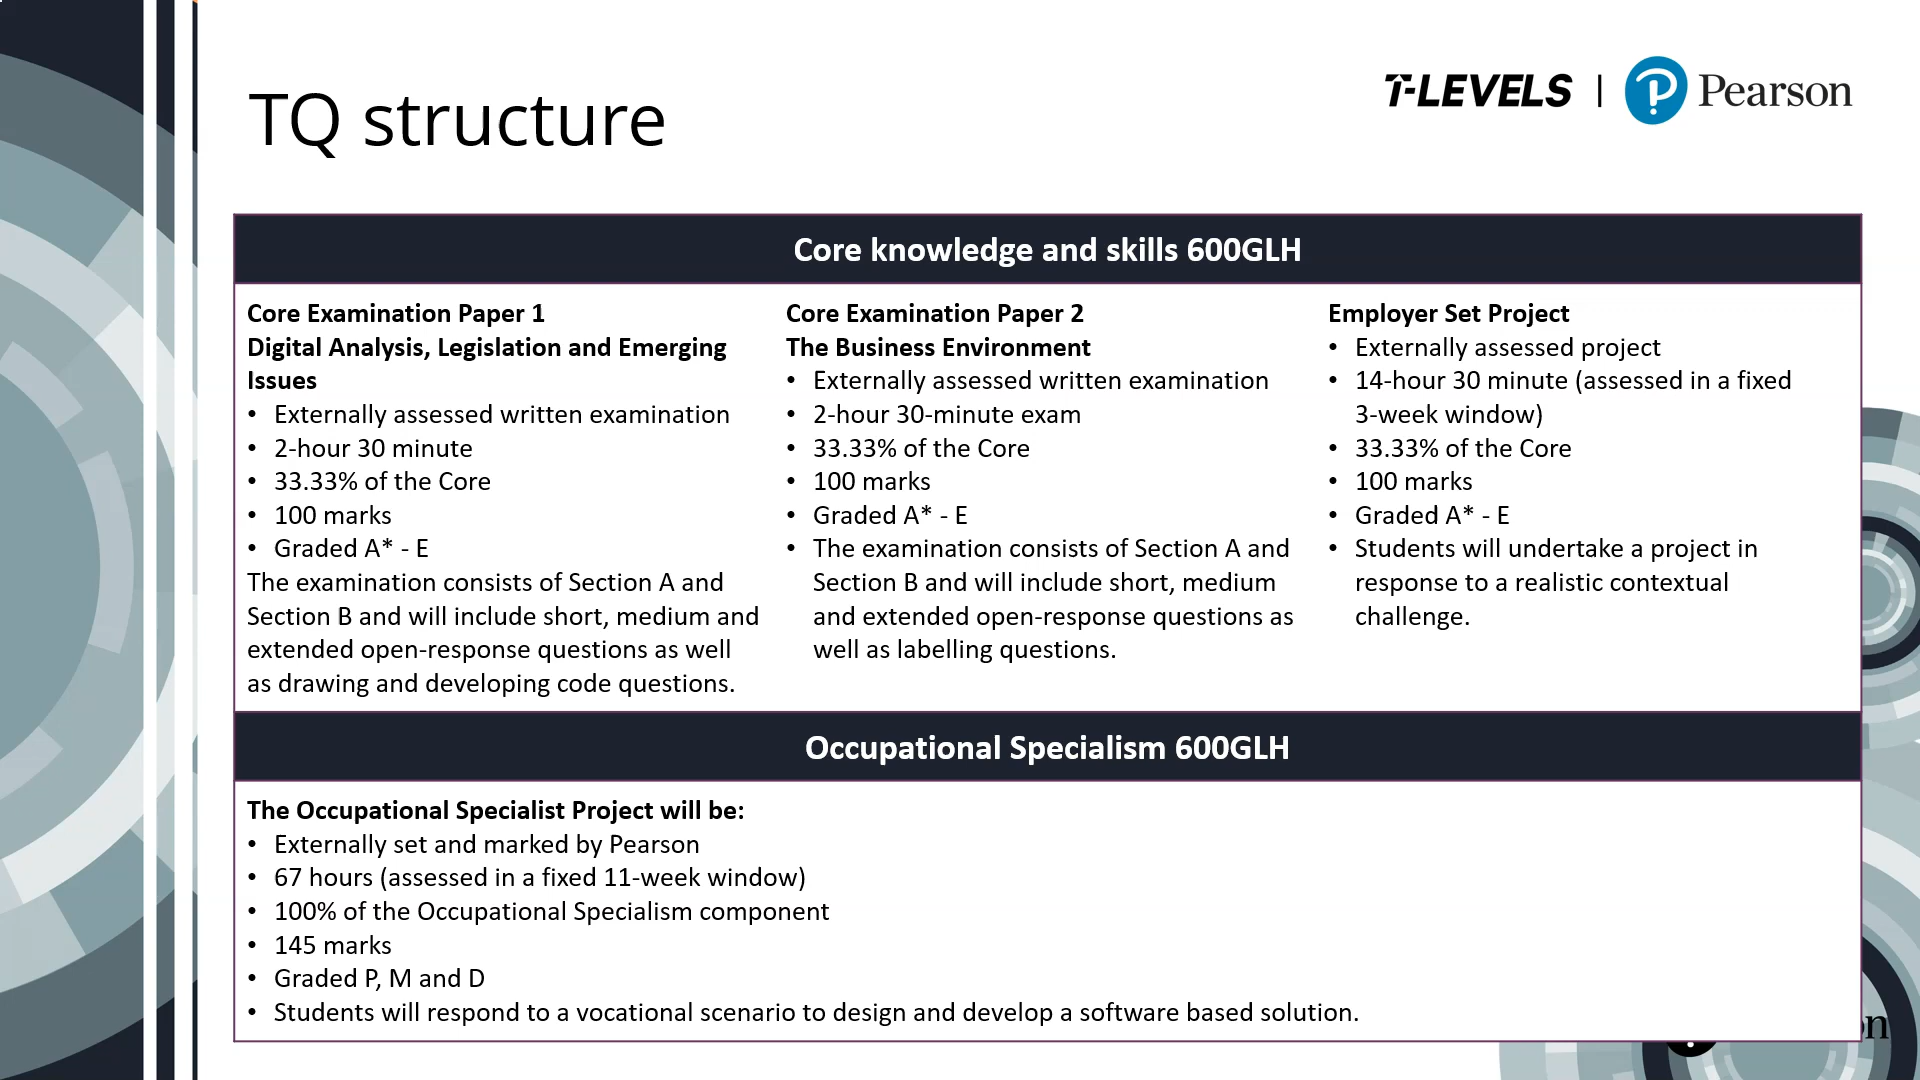 TQ structure
T-LEVELS | Pearson
Core knowledge and skills 600GLH
Core Examination Paper 1
Digital Analysis, Legislation and Emerging
Issues
• Externally assessed written examination
• 2-hour 30 minute
• 33.33% of the Core
• 100 marks
• Graded A* - E
The examination consists of Section A and
Section B and will include short, medium and
extended open-response questions as well
as drawing and developing code questions.
Core Examination Paper 2
The Business Environment
• Externally assessed written examination
• 2-hour 30-minute exam
• 33.33% of the Core
• 100 marks
• Graded A* - E
• The examination consists of Section A and
Section B and will include short, medium
and extended open-response questions as
well as labelling questions.
Employer Set Project
• Externally assessed project
• 14-hour 30 minute (assessed in a fixed
3-week window)
• 33.33% of the Core
• 100 marks
• Graded A* - E
• Students will undertake a project in
response to a realistic contextual
challenge.
Occupational Specialism 600GLH
The Occupational Specialist Project will be:
• Externally set and marked by Pearson
• 67 hours (assessed in a fixed 11-week window)
• 100% of the Occupational Specialism component
• 145 marks
• Graded P, M and D
• Students will respond to a vocational scenario to design and develop a software based solution.